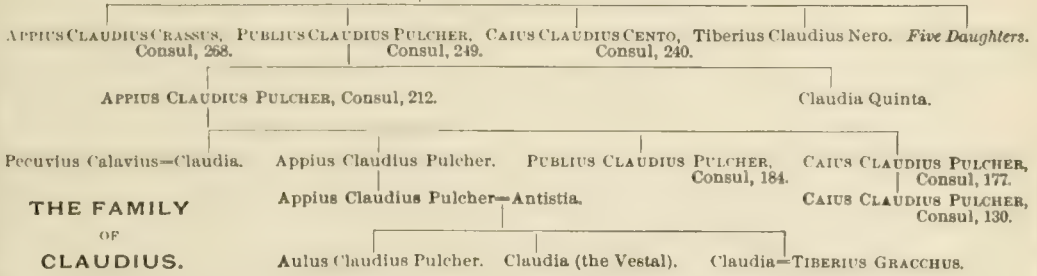 APPIUS CLAUDIUS CRASSUS, PUBLIUS CLAUDIUS PULCHER, CAIUS CLAUDIUS CENTO, Tiberius Claudius Nero. Five Daughters.
Consul, 268. Consul, 249. Consul, 240.
APPIUS CLAUDIUS PULCHER, Consul, 212. Claudia Quinta.
Pecuvius Calavius=Claudia. Appius Claudius Pulcher. PUBLIUS CLAUDIUS PULCHER, CAIUS CLAUDIUS PULCHER,
Consul, 184. Consul, 177.
Appius Claudius Pulcher=Antistia. CAIUS CLAUDIUS PULCHER,
Consul, 130.
THE FAMILY
OF
CLAUDIUS.
Aulus Claudius Pulcher. Claudia (the Vestal). Claudia=TIBERIUS GRACCHUS.